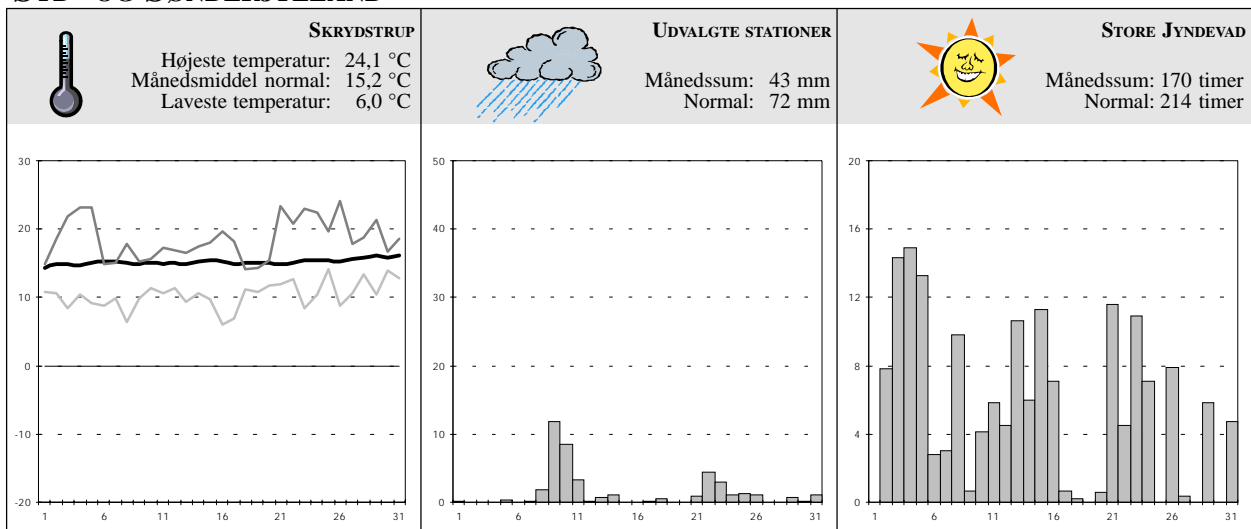 SYD- OG SØNDERJYLLAND
SKRYDSTRUP
Højeste temperatur: 24,1 °C
Månedsmiddel normal: 15,2 °C
Laveste temperatur: 6,0 °C
UDVALGTE STATIONER
Månedssum: 43 mm
Normal: 72 mm
STORE JYNDEVAD
Månedssum: 170 timer
Normal: 214 timer
30
20
10
0
-10
-20
1 6 11 16 21 26 31
50
40
30
20
10
0
1 6 11 16 21 26 31
20
16
12
8
4
0
1 6 11 16 21 26 31